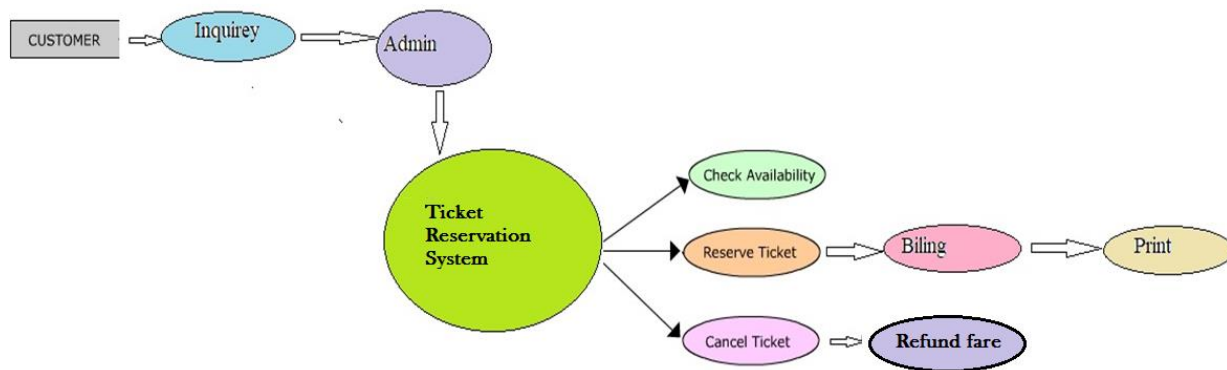 CUSTOMER
Inquirey
Admin
Ticket
Reservation
System
Check Availability
Reserve Ticket
Biling
Print
Cancel Ticket
Refund fare